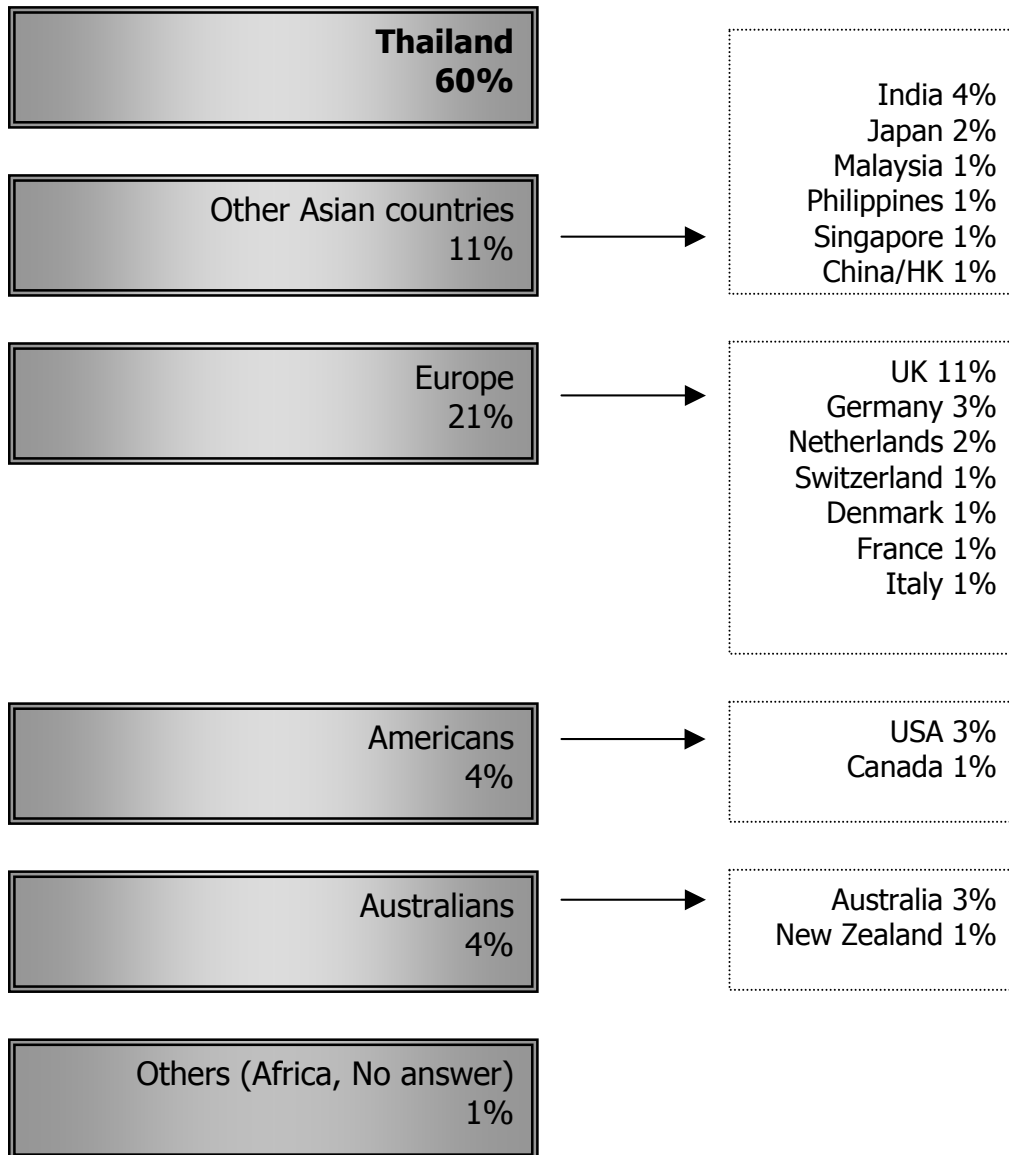 Thailand
60%
Other Asian countries
11%
India 4%
Japan 2%
Malaysia 1%
Philippines 1%
Singapore 1%
China/HK 1%
Europe
21%
UK 11%
Germany 3%
Netherlands 2%
Switzerland 1%
Denmark 1%
France 1%
Italy 1%
Americans
4%
USA 3%
Canada 1%
Australians
4%
Australia 3%
New Zealand 1%
Others (Africa, No answer)
1%